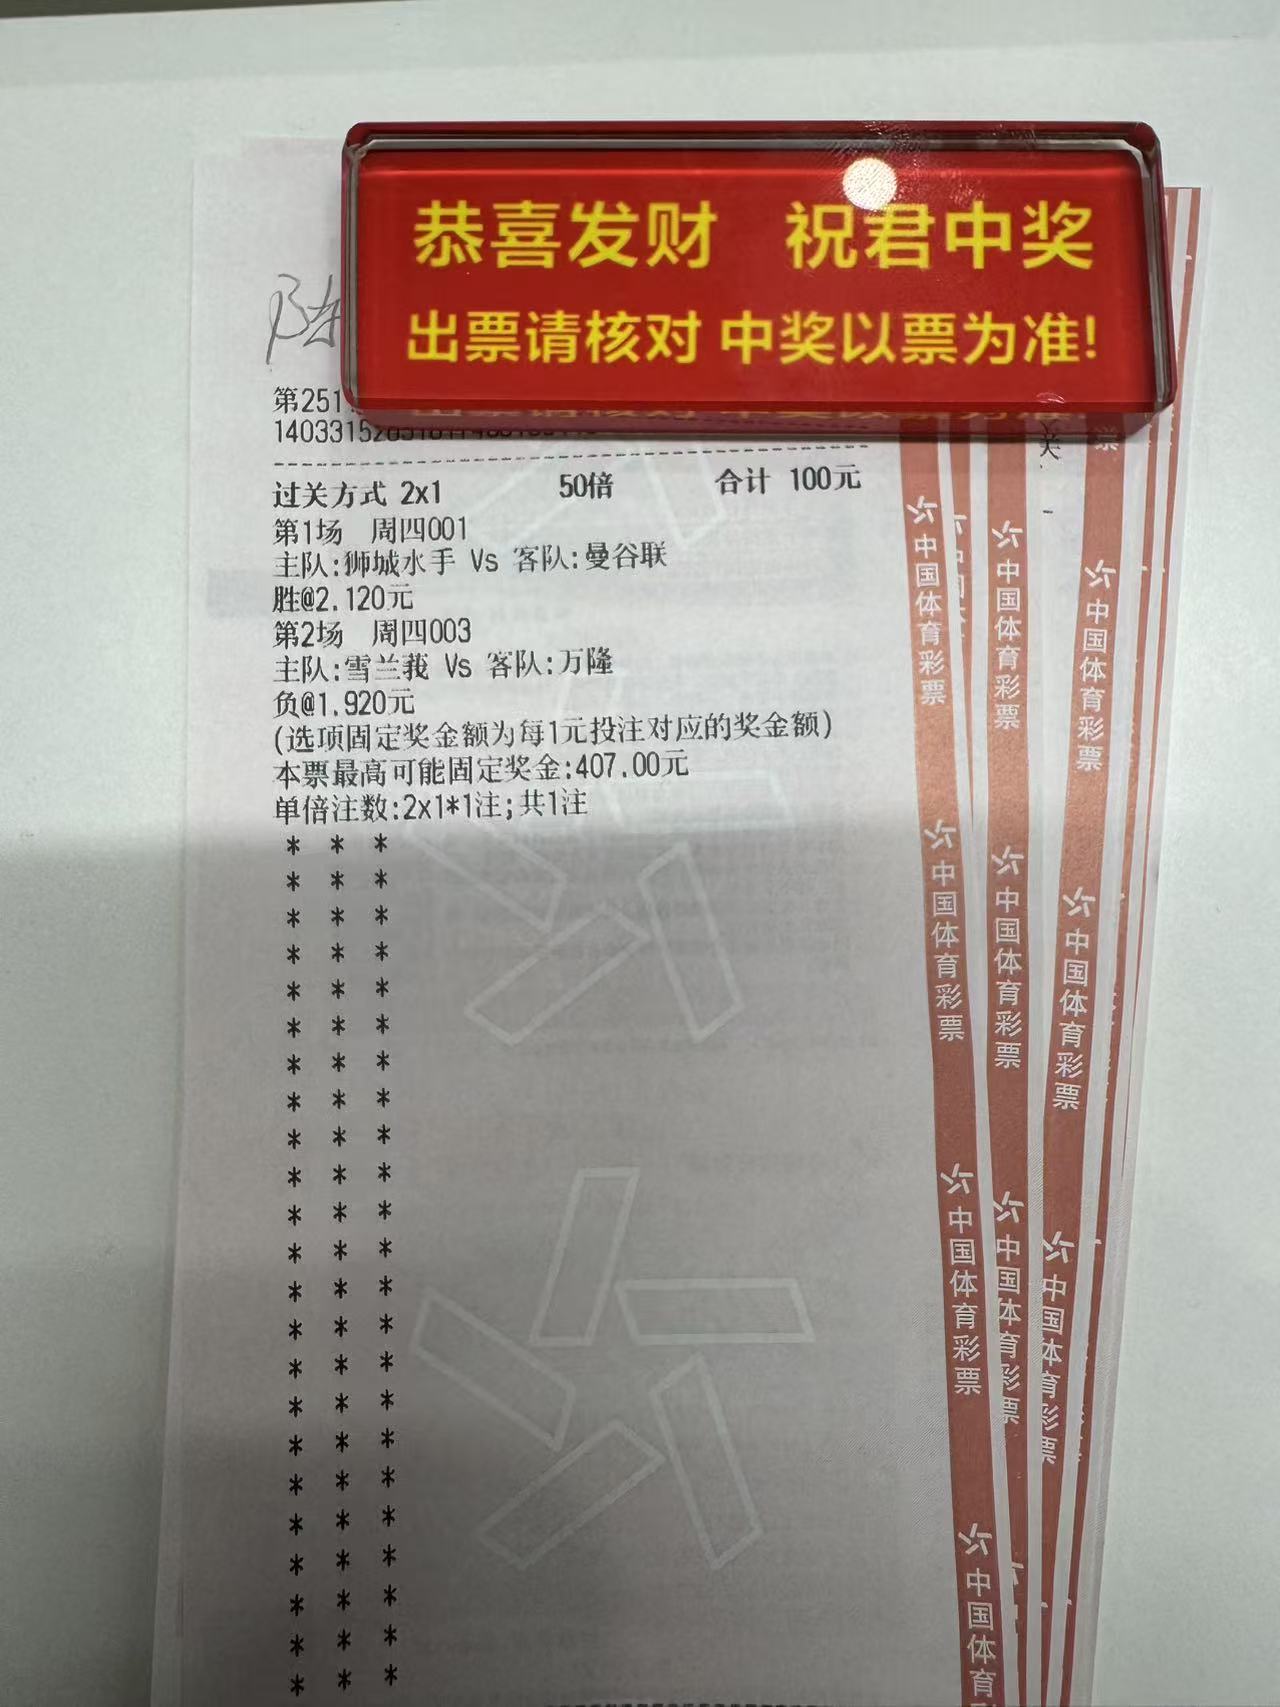 恭喜发财 祝君中奖
出票请核对 中奖以票为准!
陈
第251
过关方式 2x1 50倍 合计 100元
第1场 周四001
主队:狮城水手 Vs 客队:曼谷联
胜@2.120元
第2场 周四003
主队:雪兰莪 Vs 客队:万隆
负@1.920元
(选项固定奖金额为每1元投注对应的奖金额)
本票最高可能固定奖金:407.00元
单倍注数:2x1*1注;共1注
中国体育彩票
中国体育彩票
中国体育彩票
中国体育彩票
中国体育彩票
中国体育彩票
中国体育彩票
中国体育彩票
中国体育彩票
中国体育